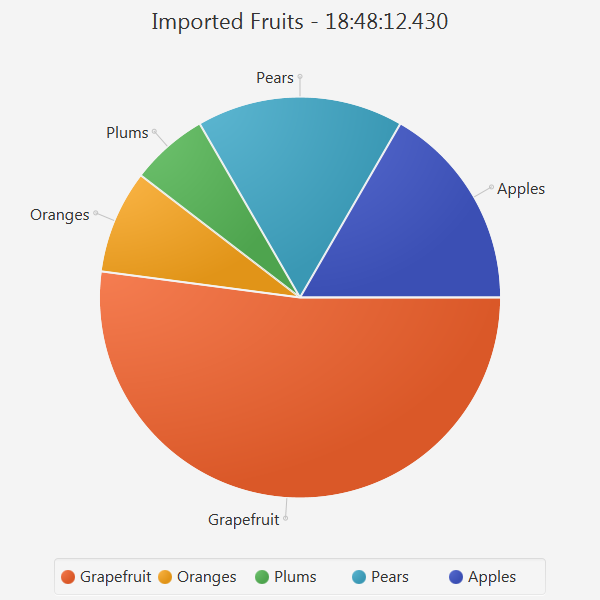 Imported Fruits - 18:48:12.430
Pears
Plums
Apples
Oranges
Grapefruit
Grapefruit Oranges Plums Pears Apples